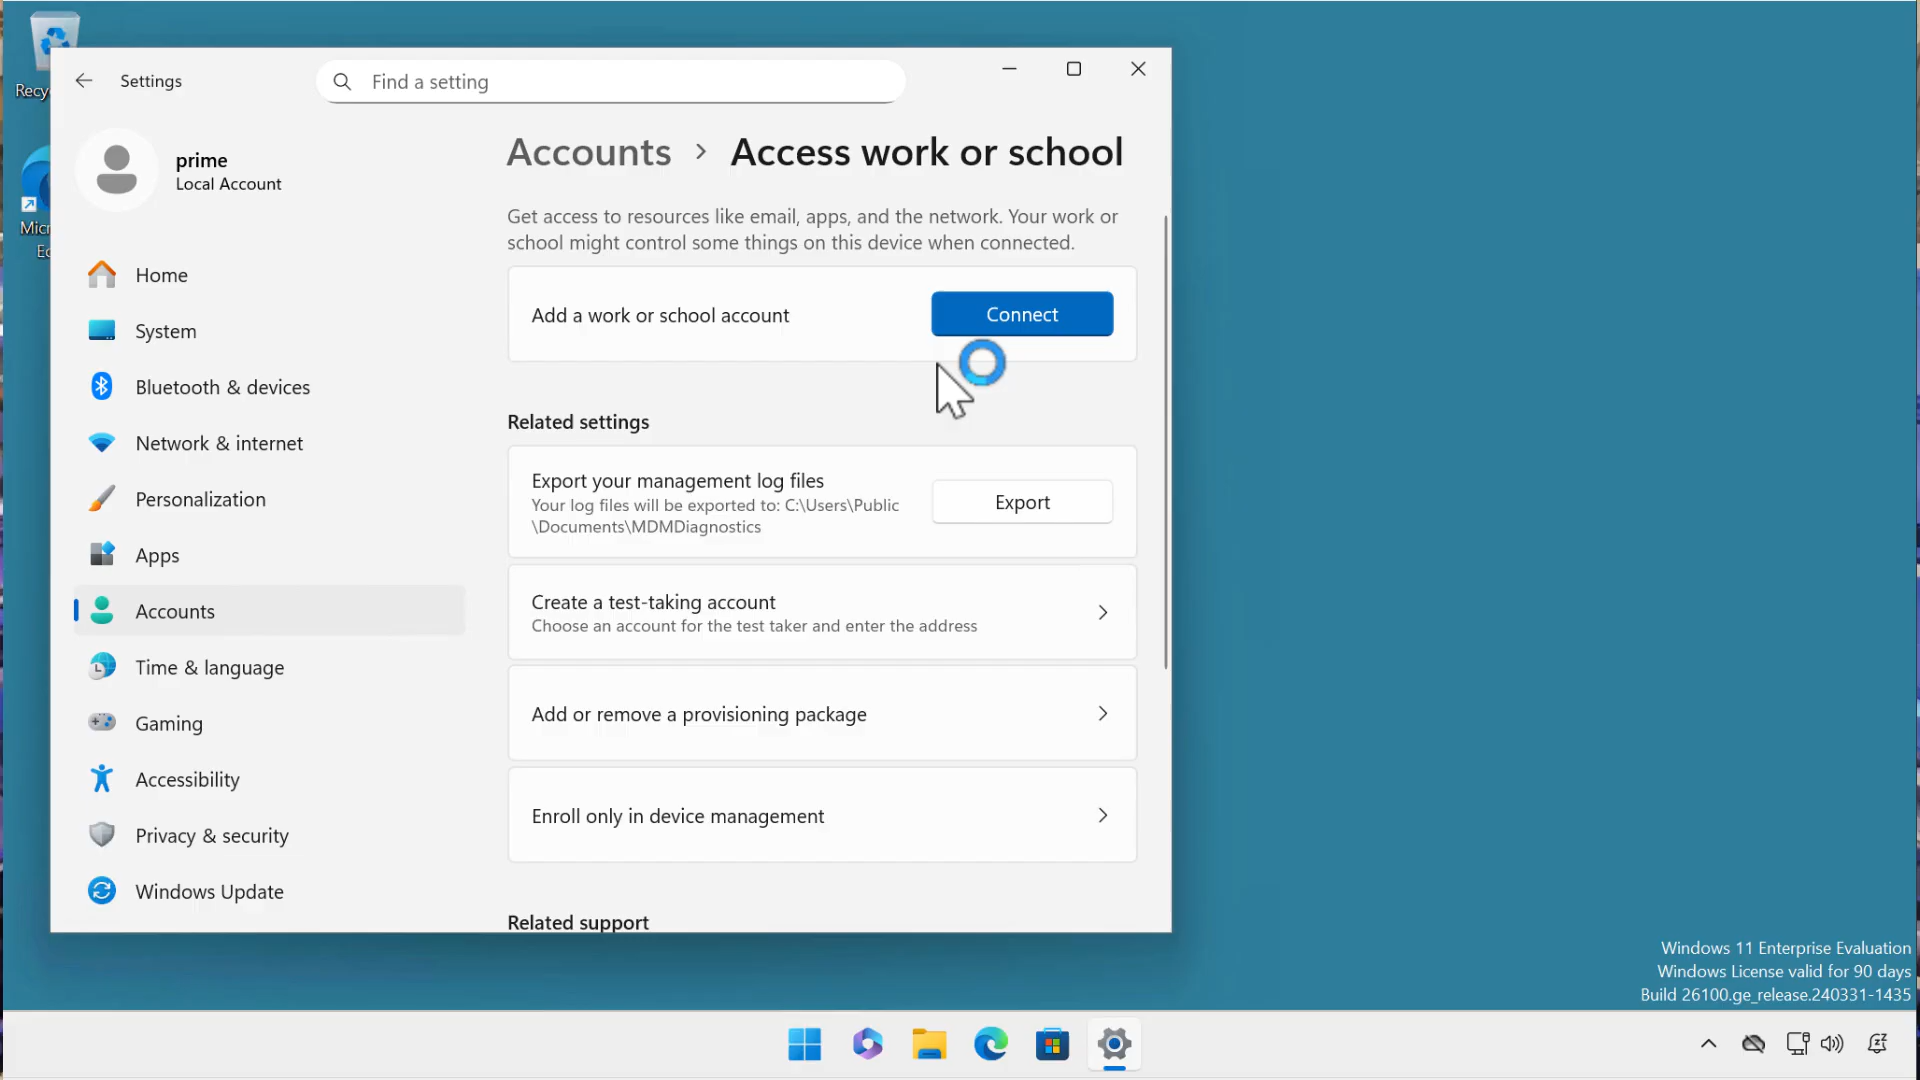 Recy
Micr
Ec
Settings
Find a setting
prime
Local Account
Home
System
Bluetooth & devices
Network & internet
Personalization
Apps
Accounts
Time & language
Gaming
Accessibility
Privacy & security
Windows Update
Accounts > Access work or school
Get access to resources like email, apps, and the network. Your work or
school might control some things on this device when connected.
Add a work or school account
Connect
Related settings
Export your management log files
Your log files will be exported to: C:\Users\Public
\Documents\MDMDiagnostics
Export
Create a test-taking account
Choose an account for the test taker and enter the address
Add or remove a provisioning package
Enroll only in device management
Related support
Windows 11 Enterprise Evaluation
Windows License valid for 90 days
Build 26100.ge_release.240331-1435